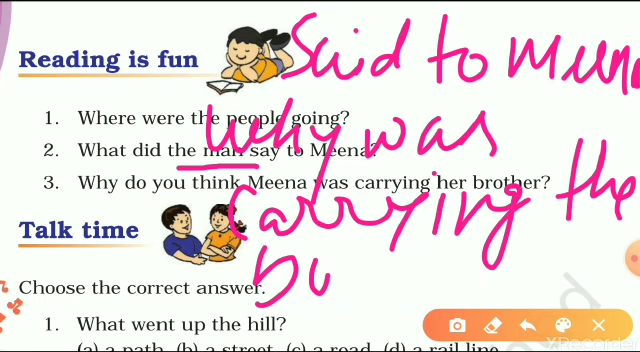 Reading is fun
Said to Meena
1. Where were the people going?
2. What did the man say to Meena?
why was
3. Why do you think Meena was carrying her brother?
carrying the
Talk time
Choose the correct answer.
1. What went up the hill?
(a) a path (b) a street (c) a road (d) a rail line
XRecorder